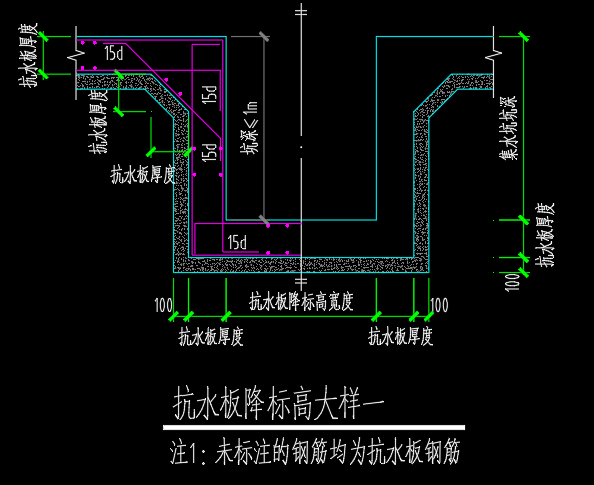 抗水板厚度
15d
15d
坑深≤1m
集水坑坑深
抗水板厚度
15d
抗水板厚度
15d
抗水板厚度
100
100
抗水板降标高宽度
100
抗水板厚度
抗水板厚度
抗水板降标高大样一
注1：未标注的钢筋均为抗水板钢筋